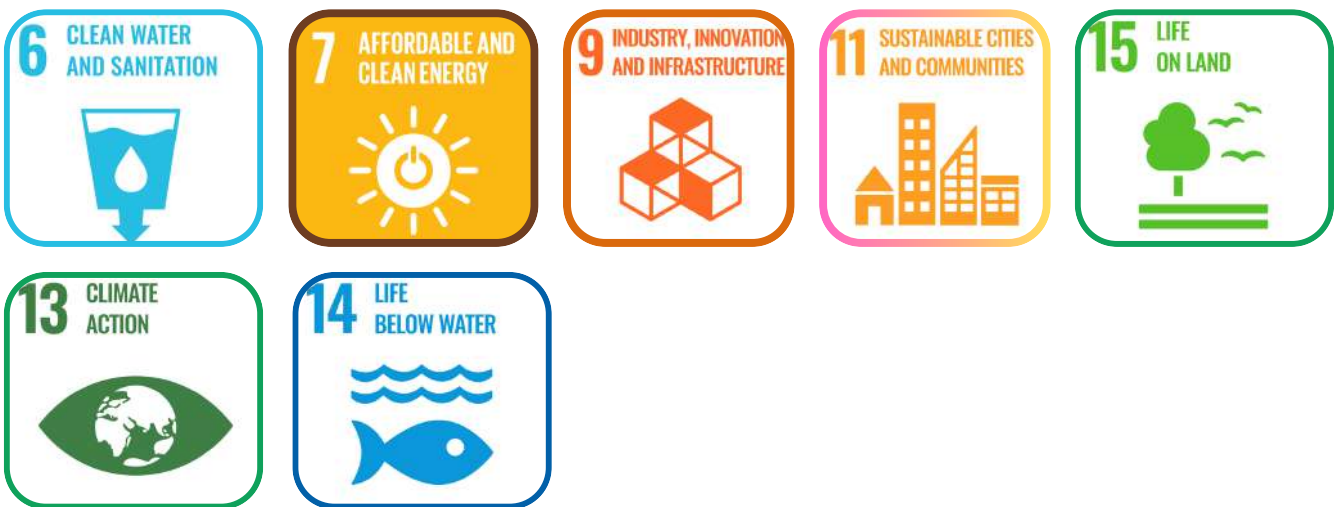 6 CLEAN WATER
AND SANITATION
7 AFFORDABLE AND
CLEAN ENERGY
9 INDUSTRY, INNOVATION
AND INFRASTRUCTURE
11 SUSTAINABLE CITIES
AND COMMUNITIES
15 LIFE
ON LAND
13 CLIMATE
ACTION
14 LIFE
BELOW WATER